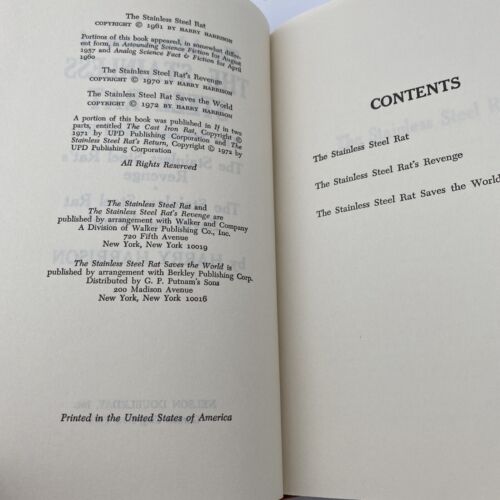 The Stainless Steel Rat
COPYRIGHT © 1961 BY HARRY HARRISON
Portions of this book appeared, in somewhat differ-
ent form, in Astounding Science Fiction for August
1957 and Analog Science Fact & Fiction for April
1960
The Stainless Steel Rat's Revenge
COPYRIGHT © 1970 BY HARRY HARRISON
The Stainless Steel Rat Saves the World
COPYRIGHT © 1972 BY HARRY HARRISON
A portion of this book was published in If in two
parts, entitled The Cast Iron Rat, Copyright ©
1971 by UPD Publishing Corporation and The
Stainless Steel Rat's Return, Copyright © 1972 by
UPD Publishing Corporation
All Rights Reserved
The Stainless Steel Rat and
The Stainless Steel Rat's Revenge are
published by arrangement with Walker and Company
A Division of Walker Publishing Co., Inc.
720 Fifth Avenue
New York, New York 10019
The Stainless Steel Rat Saves the World is
published by arrangement with Berkley Publishing Corp.
Distributed by G. P. Putnam's Sons
200 Madison Avenue
New York, New York 10016
Printed in the United States of America
CONTENTS
The Stainless Steel Rat
The Stainless Steel Rat's Revenge
The Stainless Steel Rat Saves the World